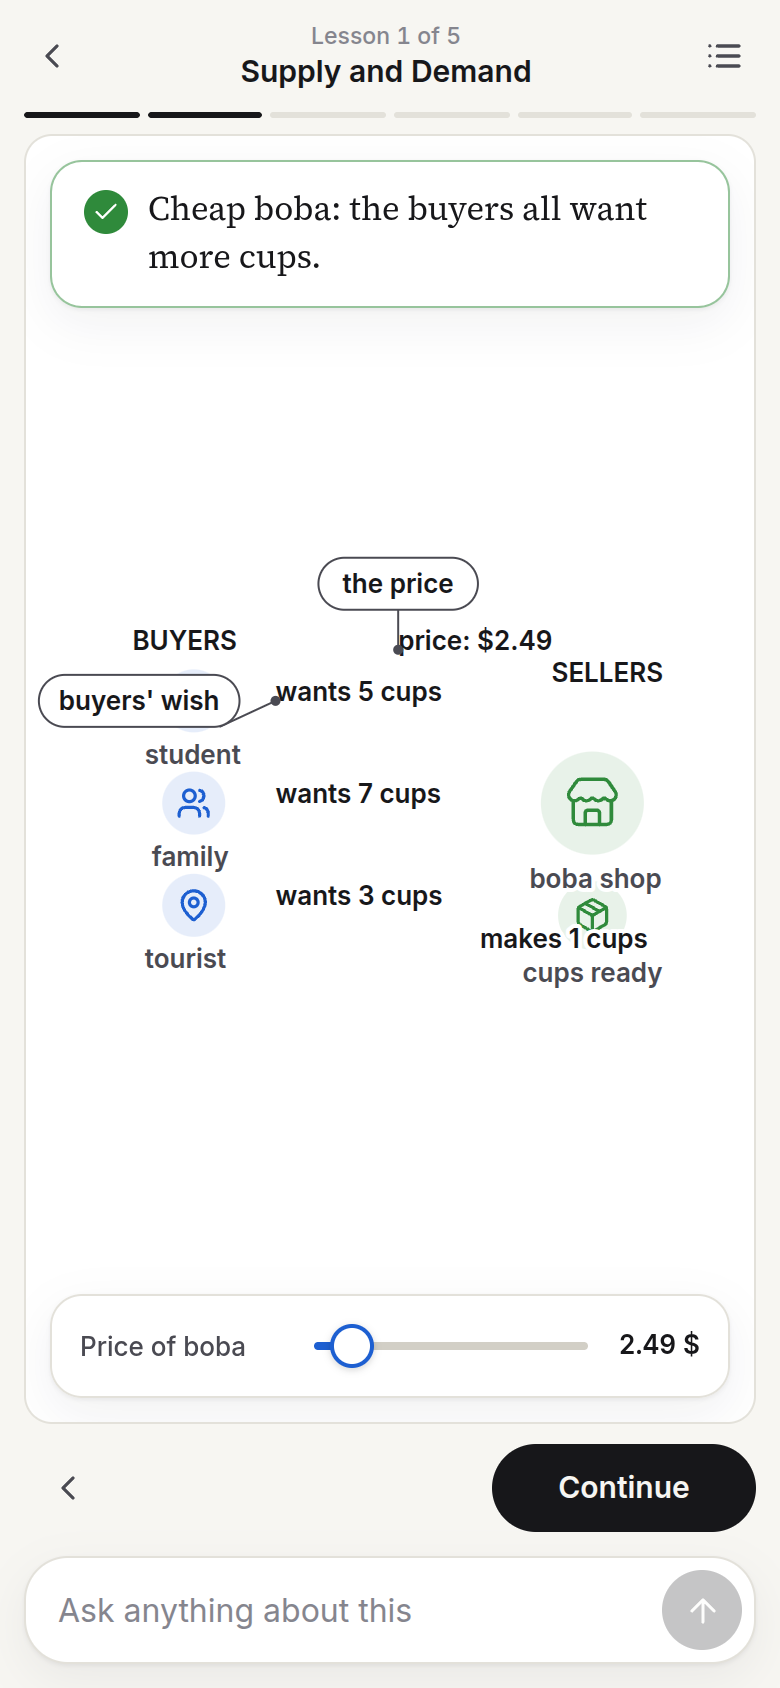 Lesson 1 of 5
Supply and Demand
Cheap boba: the buyers all want
more cups.
the price
BUYERS
price: $2.49
SELLERS
buyers' wish
wants 5 cups
student
wants 7 cups
family
boba shop
wants 3 cups
makes 1 cups
tourist
cups ready
Price of boba
2.49 $
Continue
Ask anything about this